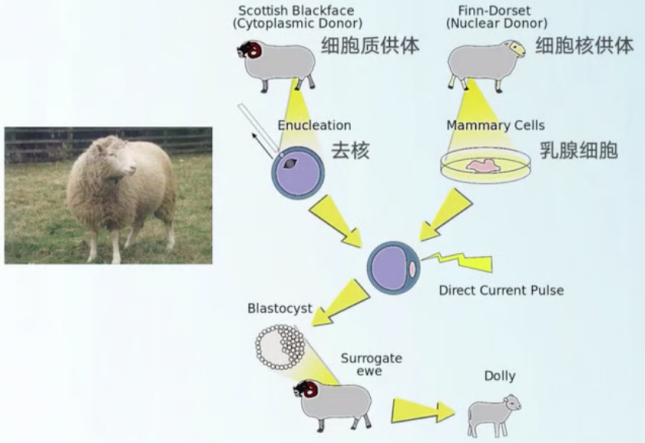 Scottish Blackface
(Cytoplasmic Donor)
细胞质供体
Finn-Dorset
(Nuclear Donor)
细胞核供体
Enucleation
去核
Mammary Cells
乳腺细胞
Direct Current Pulse
Blastocyst
Surrogate
ewe
Dolly